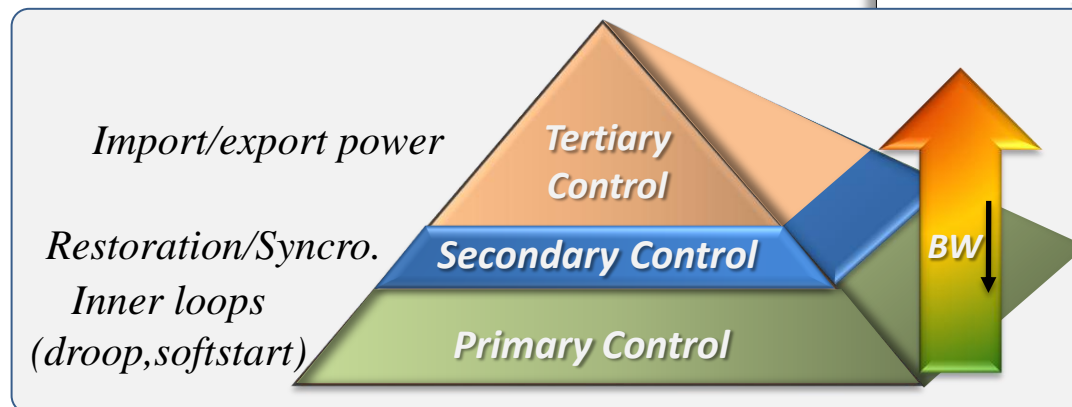 Import/export power
Tertiary
Control
Restoration/Syncro.
Secondary Control
BW
Inner loops
(droop,softstart)
Primary Control